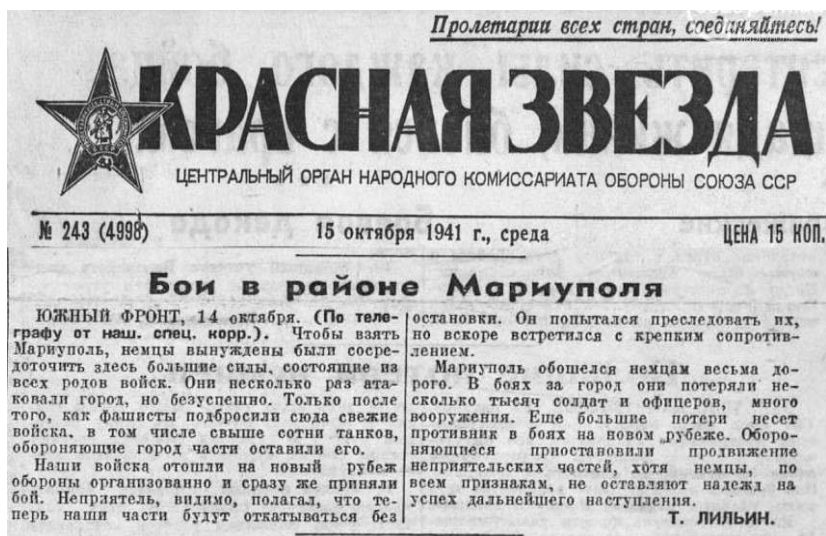 Пролетарии всех стран, соединяйтесь!
КРАСНАЯ ЗВЕЗДА
ЦЕНТРАЛЬНЫЙ ОРГАН НАРОДНОГО КОМИССАРИАТА ОБОРОНЫ СОЮЗА ССР
№ 243 (4998)
15 октября 1941 г., среда
ЦЕНА 15 КОП.
Бои в районе Мариуполя
ЮЖНЫЙ ФРОНТ, 14 октября. (По теле-
графу от наш. спец. корр.). Чтобы взять
Мариуполь, немцы вынуждены были сосре-
доточить здесь большие силы, состоящие из
всех родов войск. Они несколько раз ата-
ковали город, но безуспешно. Только после
того, как фашисты подбросили сюда свежие
войска, в том числе свыше сотни танков,
обороняющие город части оставили его.
Наши войска отошли на новый рубеж
обороны организованно и сразу же приняли
бой. Неприятель, видимо, полагал, что те-
перь наши части будут откатываться без
остановки. Он попытался преследовать их,
но вскоре встретился с крепким сопротив-
лением.
Мариуполь обошелся немцам весьма до-
рого. В боях за город они потеряли не-
сколько тысяч солдат и офицеров, много
вооружения. Еще большие потери несет
противник в боях на новом рубеже. Оборо-
няющиеся приостановили продвижение
неприятельских частей, хотя немцы, по
всем признакам, не оставляют надежд на
успех дальнейшего наступления.
Т. ЛИЛЬИН.